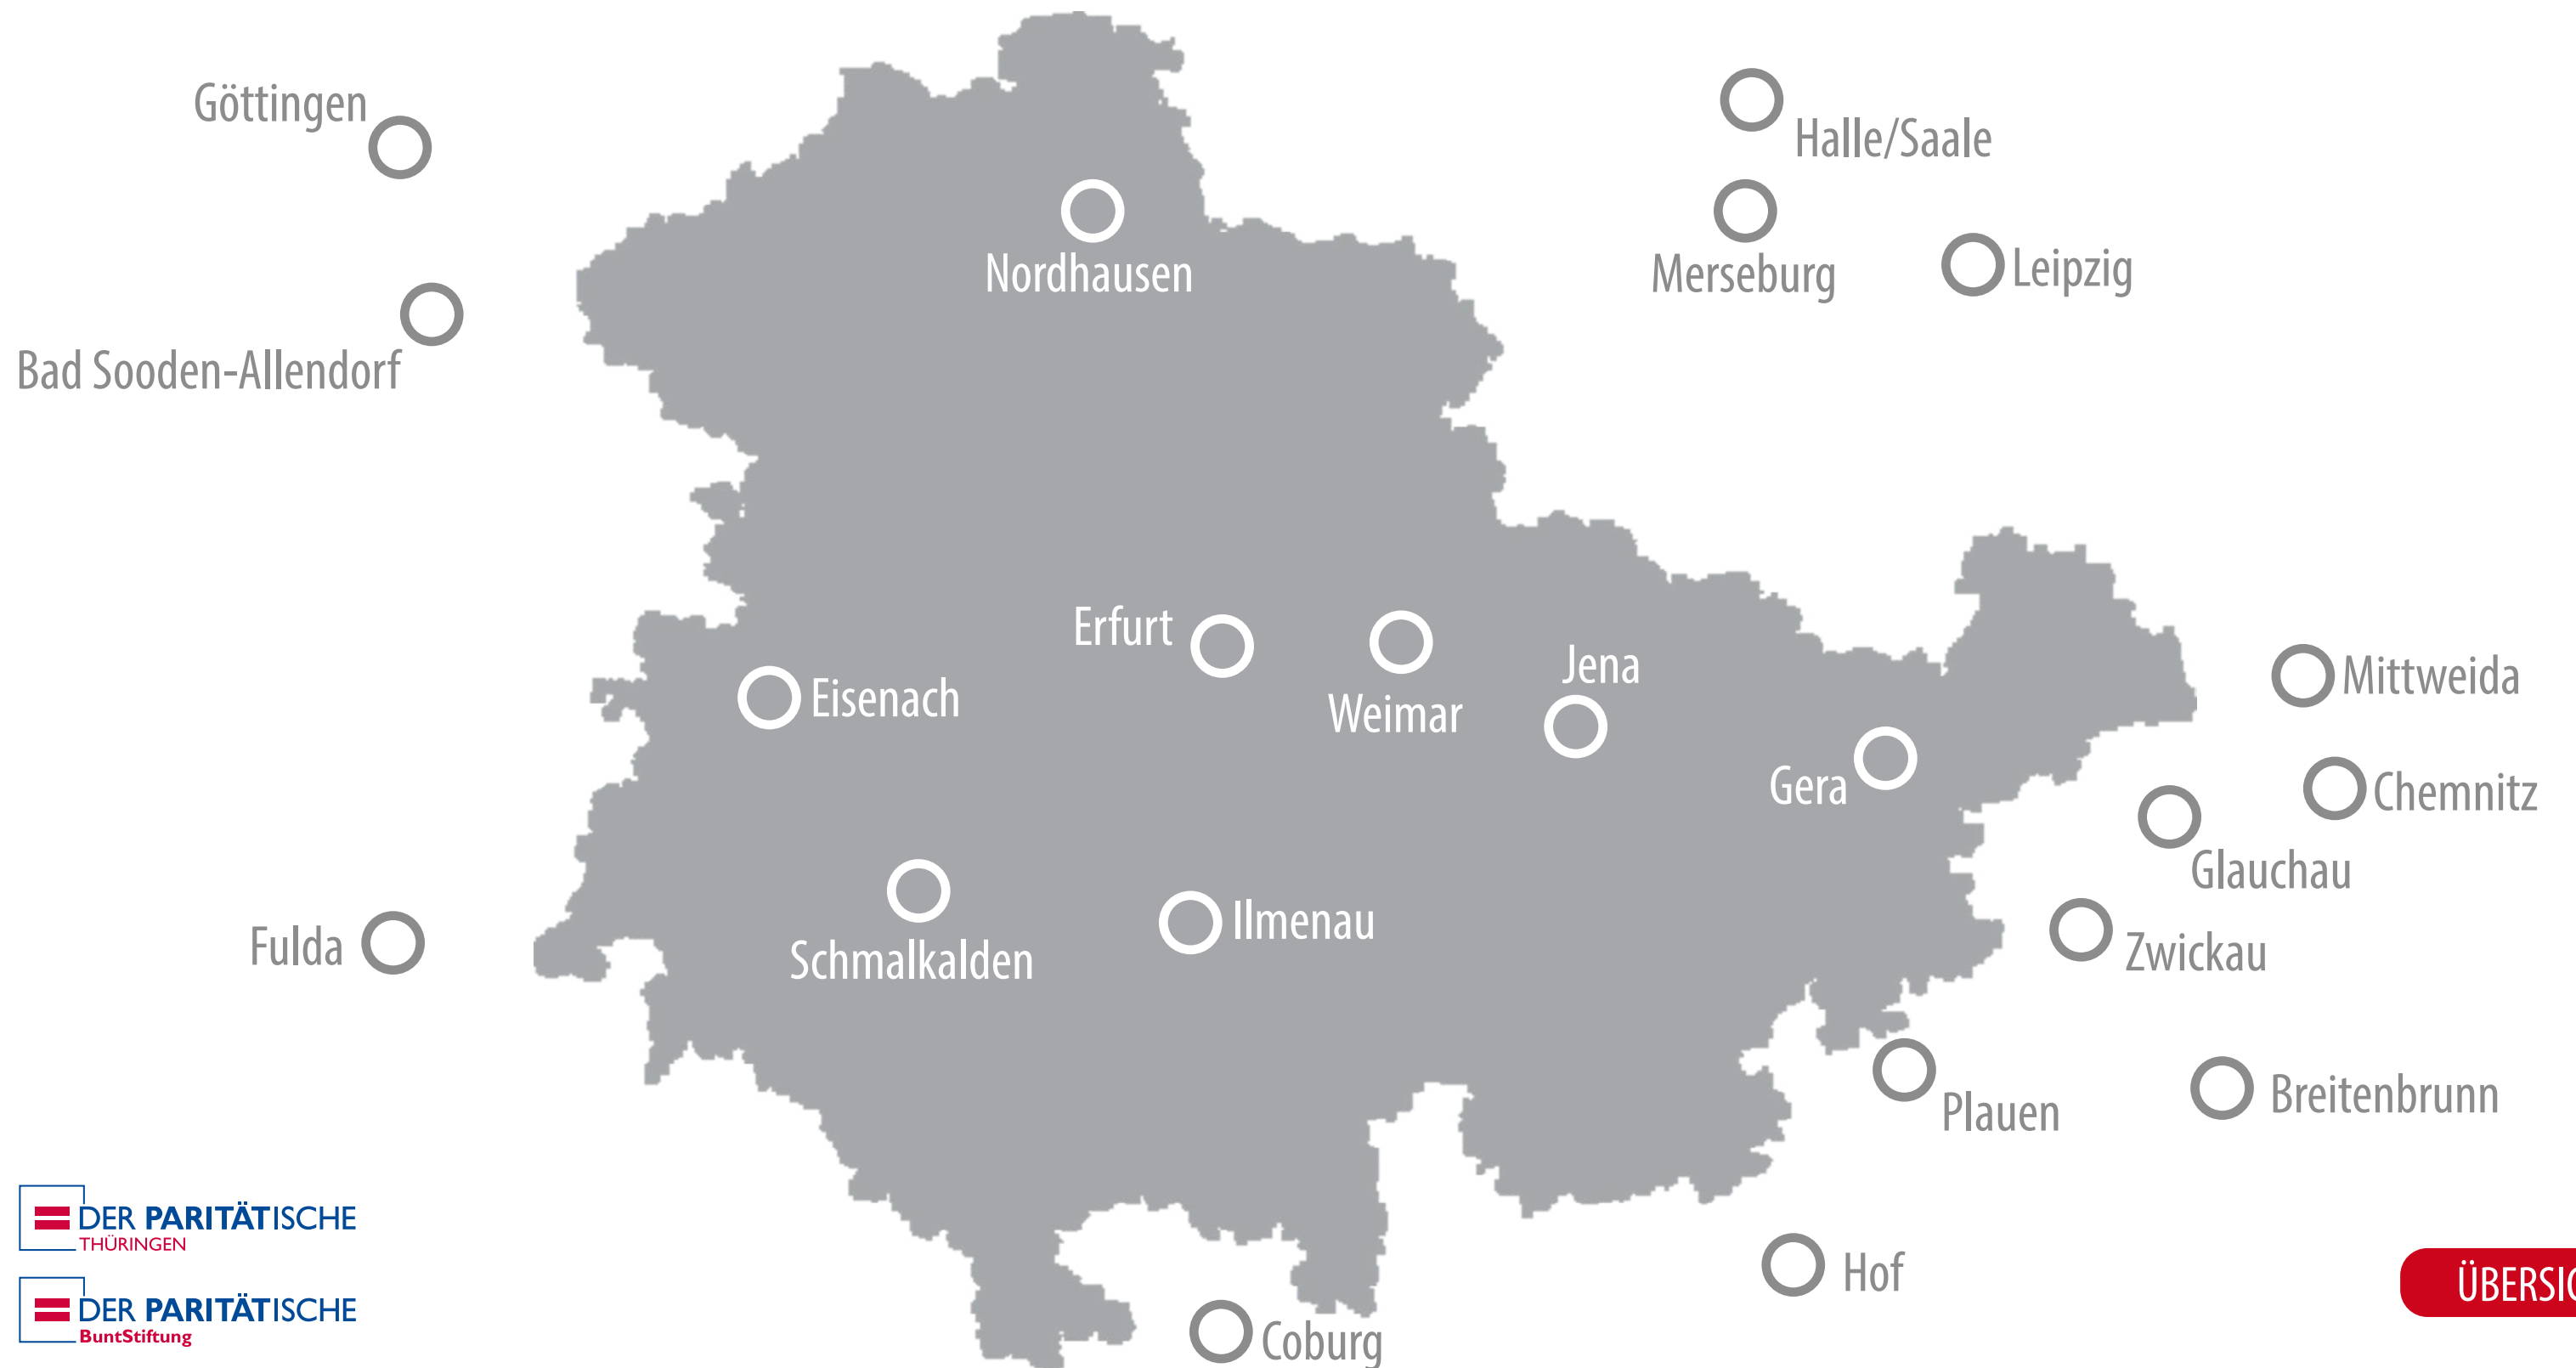 Göttingen
Halle/Saale
Nordhausen
Merseburg
Leipzig
Bad Sooden-Allendorf
Erfurt
Jena
Mittweida
Eisenach
Weimar
Gera
Chemnitz
Glauchau
Fulda
Schmalkalden
Ilmenau
Zwickau
Plauen
Breitenbrunn
DER PARITÄTISCHE
THÜRINGEN
Hof
ÜBERSIC
DER PARITÄTISCHE
BuntStiftung
Coburg